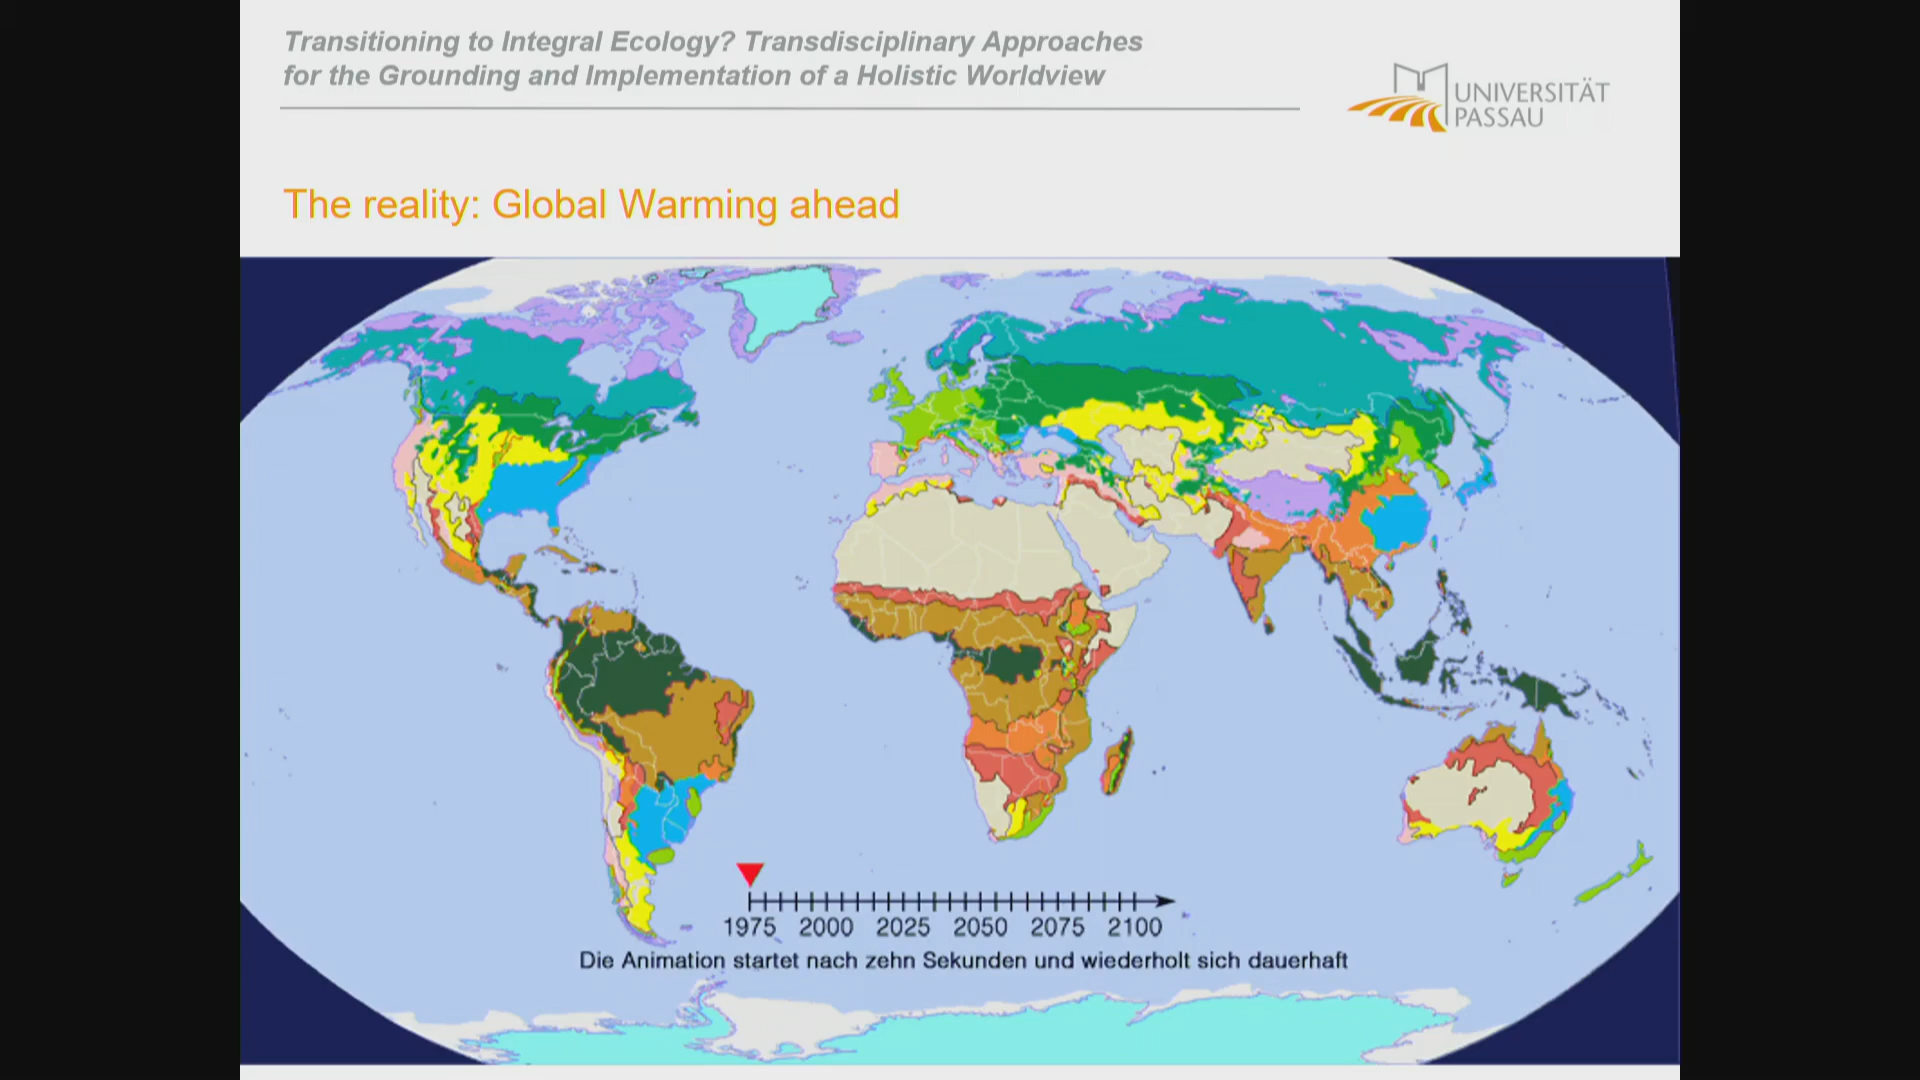 Transitioning to Integral Ecology? Transdisciplinary Approaches
for the Grounding and Implementation of a Holistic Worldview
UNIVERSITÄT
PASSAU
The reality: Global Warming ahead
1975 2000 2025 2050 2075 2100
Die Animation startet nach zehn Sekunden und wiederholt sich dauerhaft